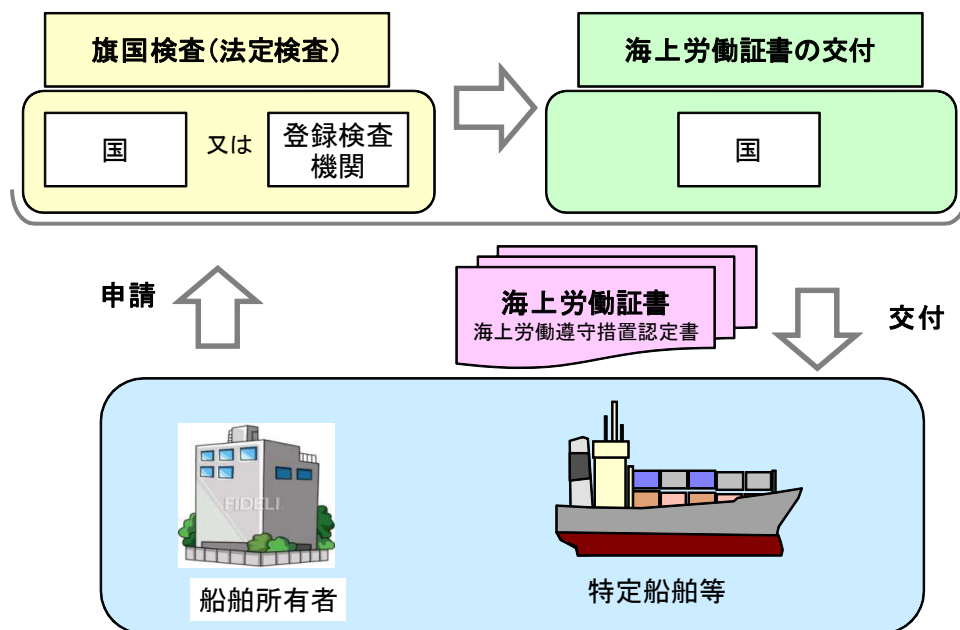 旗国検査(法定検査)
海上労働証書の交付
国
又は
登録検査
機関
国
申請
海上労働証書
海上労働遵守措置認定書
交付
FIDELI
船舶所有者
特定船舶等